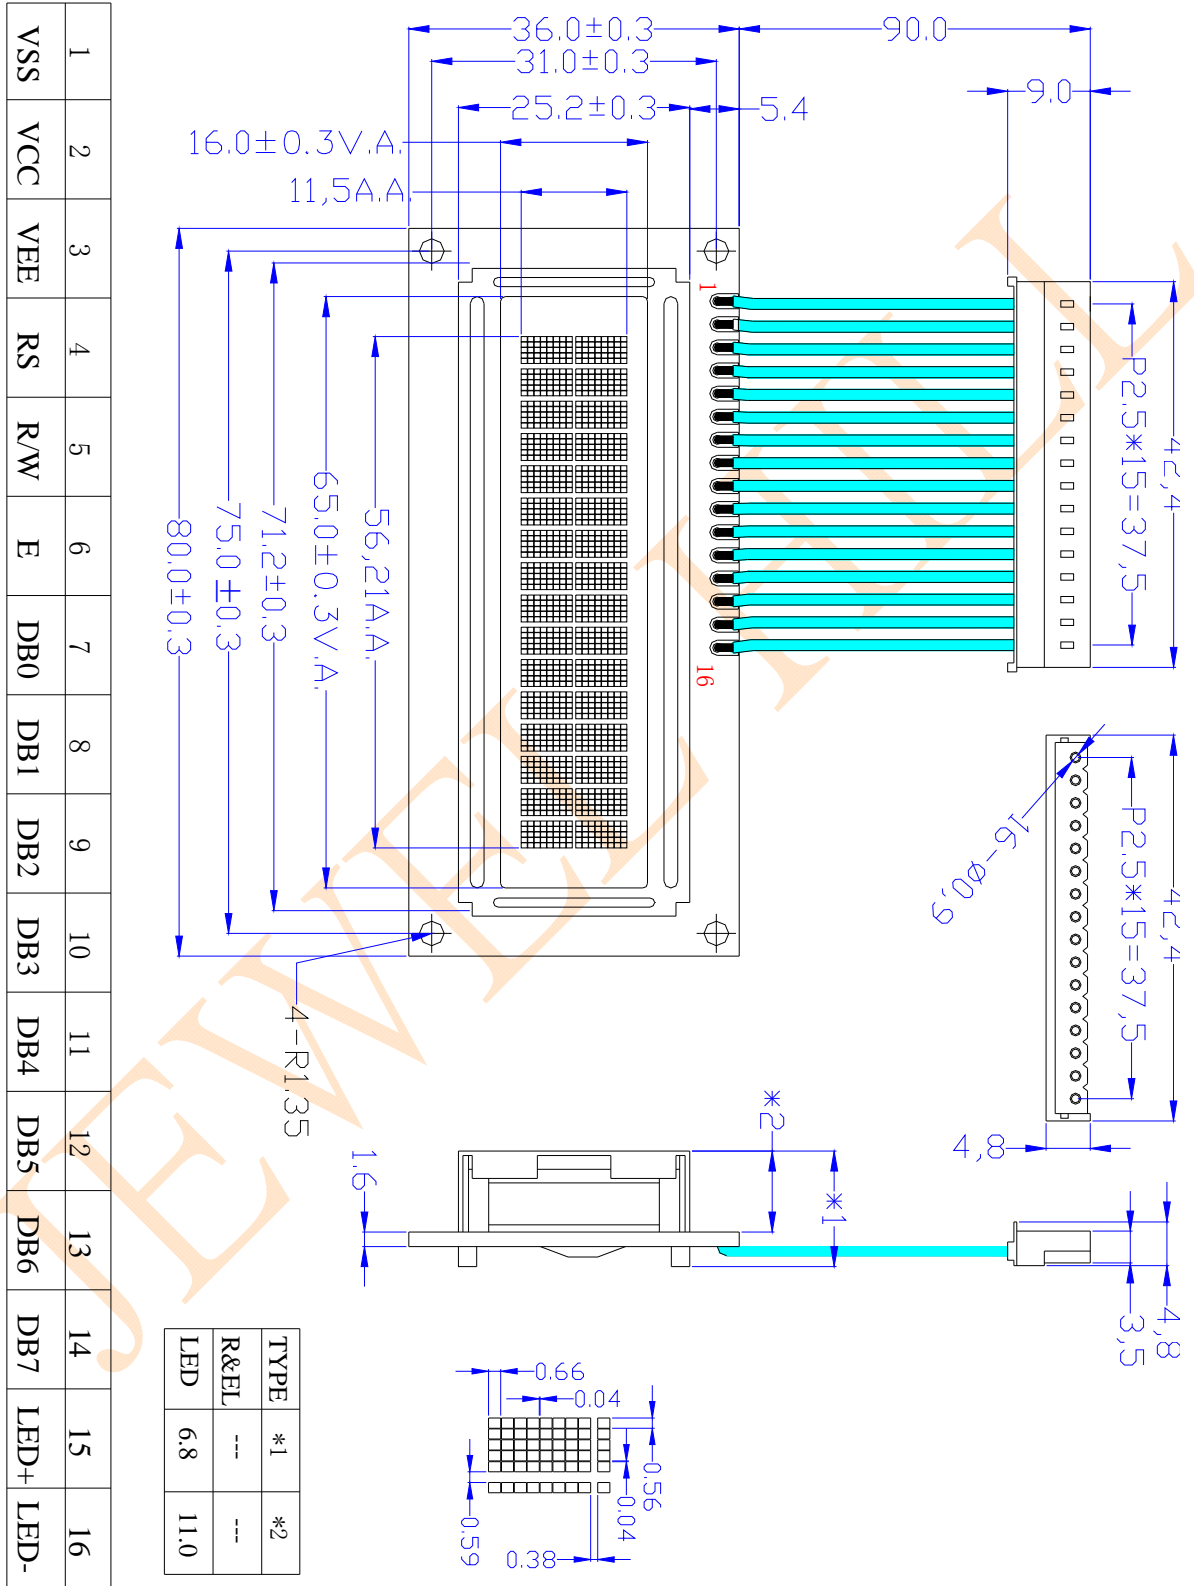 36.0±0.3
90.0
31.0±0.3
9.0
25.2±0.3
5.4
16.0±0.3V.A.
11,5A.A.
1
16
P2.5*15=37,5
42,4
56,21A.A.
65.0±0.3V.A.
71.2±0.3
75.0±0.3
80.0±0.3
4-R1.35
16-Ø0,9
P2.5*15=37,5
42,4
4,8
*2
*1
1.6
4,8
3,5
0.66
0.04
0.56
0.04
0.59
0.38
TYPE *1 *2
R&EL --- ---
LED 6.8 11.0
1 2 3 4 5 6 7 8 9 10 11 12 13 14 15 16
VSS VCC VEE RS R/W E DB0 DB1 DB2 DB3 DB4 DB5 DB6 DB7 LED+ LED-
JEWEL HILL